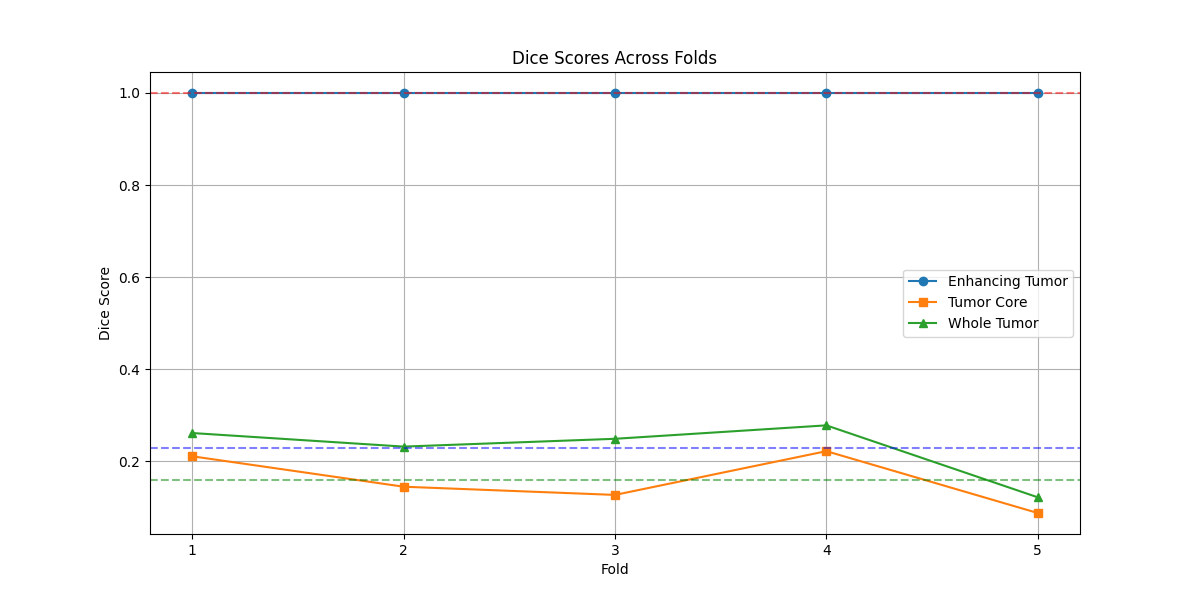 Dice Scores Across Folds
Dice Score
1.0
0.8
0.6
0.4
0.2
Enhancing Tumor
Tumor Core
Whole Tumor
1 2 3 4 5
Fold